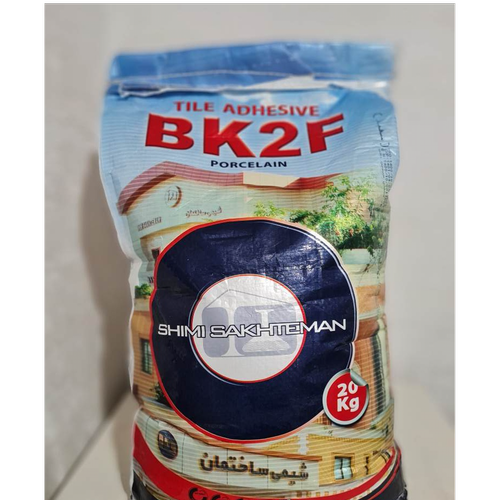 TILE ADHESIVE
BK2F
PORCELAIN
SHIMI SAKHTEMAN
20
Kg
شیمی ساختمان